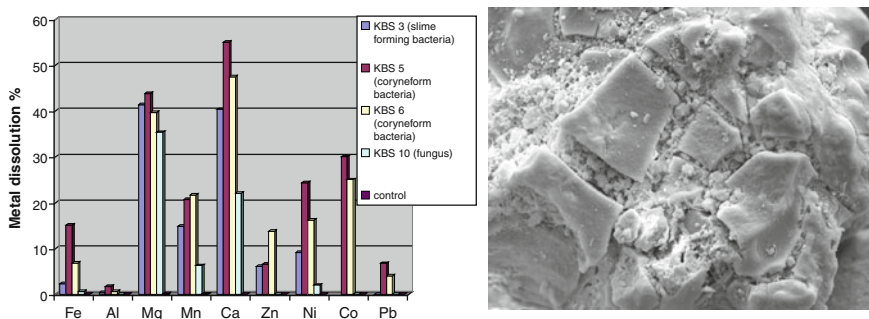 Metal dissolution %
60
50
40
30
20
10
0
Fe
Al
Mg
Mn
Ca
Zn
Ni
Co
Pb
KBS 3 (slime
forming bacteria)
KBS 5
(coryneform
bacteria)
KBS 6
(coryneform
bacteria)
KBS 10 (fungus)
control